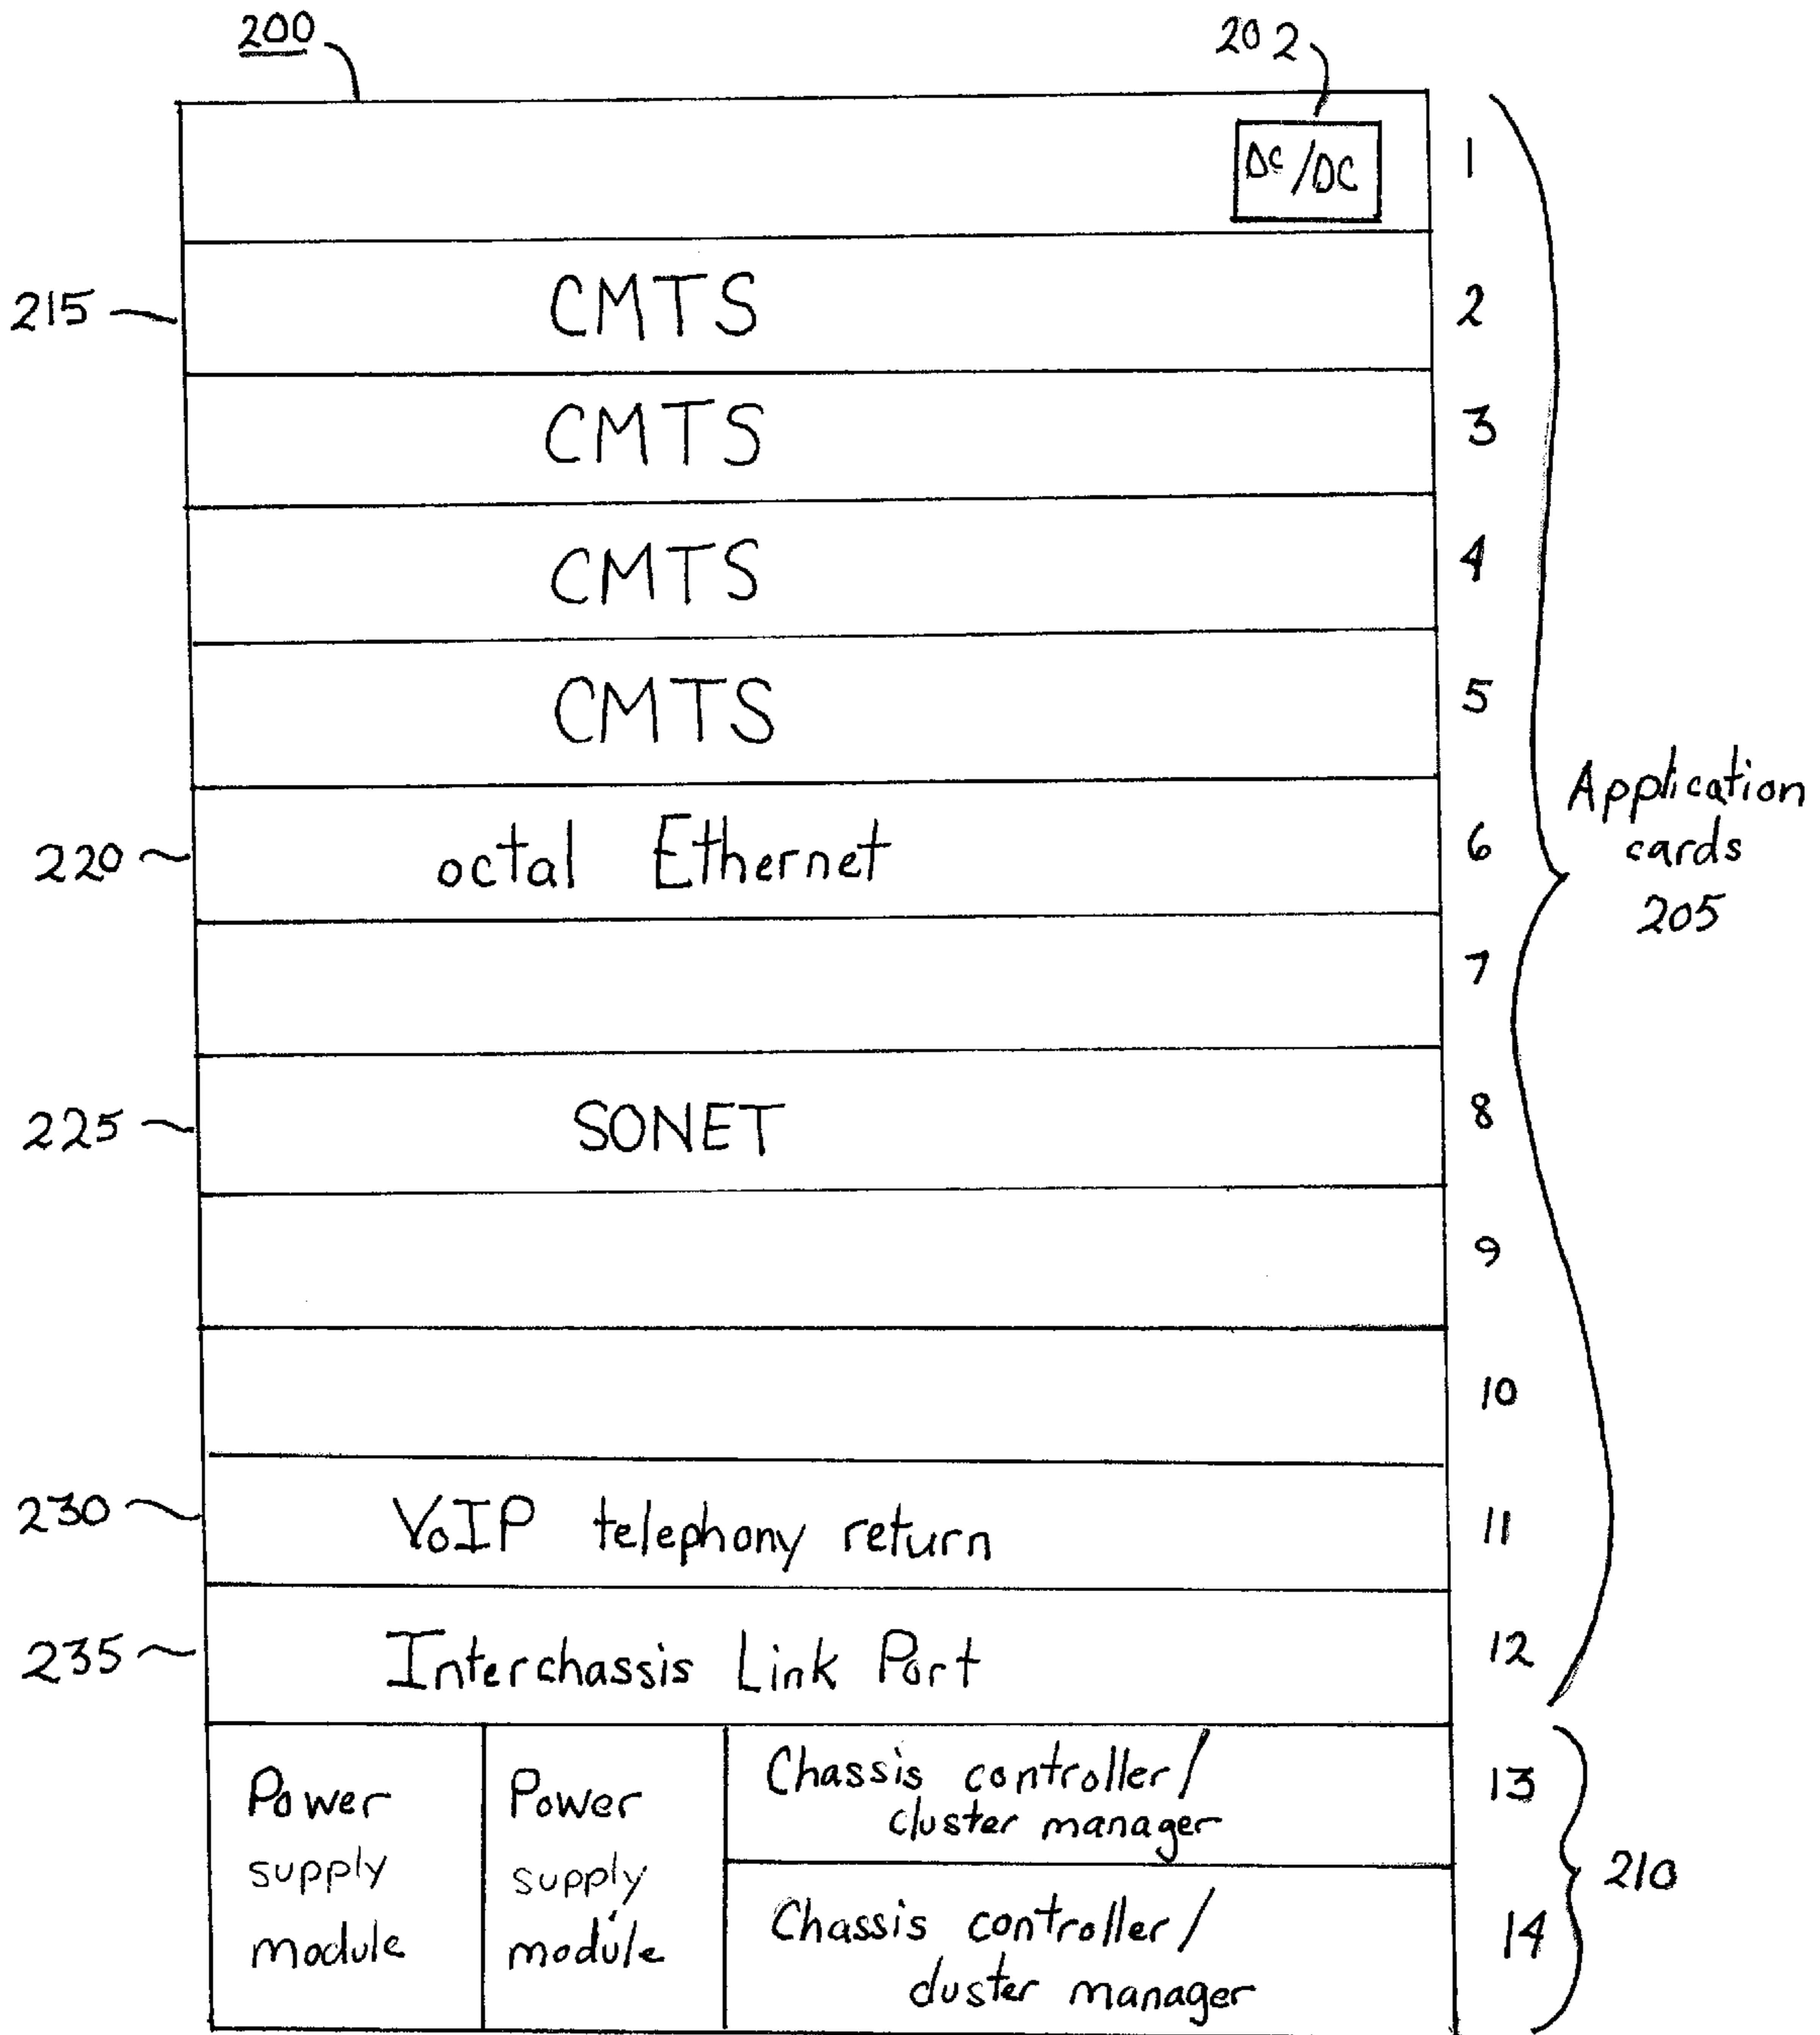 200
202
DC/DC
1
215
CMTS
2
CMTS
3
CMTS
4
CMTS
5
Application
cards
205
220
octal Ethernet
6
7
225
SONET
8
9
10
230
VoIP telephony return
11
235
Interchassis Link Port
12
Power
supply
module
Power
supply
module
Chassis controller/
cluster manager
13
Chassis controller/
cluster manager
14
210